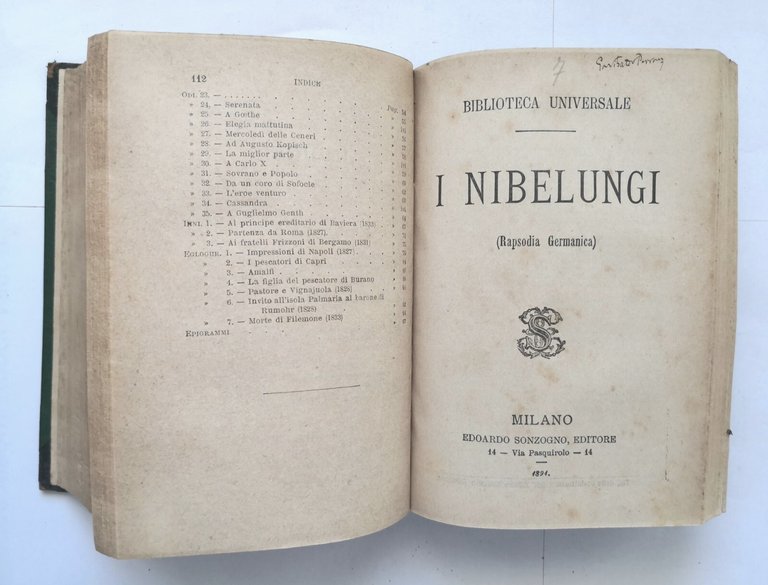 112 INDICE
Pag.
ODI. 23. — . . . . . . .
» 24. — Serenata
» 25. — A Gœthe
» 26. — Elegia mattutina
» 27. — Mercoledì delle Ceneri
» 28. — Ad Augusto Kopisch
» 29. — La miglior parte
» 30. — A Carlo X
» 31. — Sovrano e Popolo
» 32. — Da un coro di Sofocle
» 33. — L'eroe venturo
» 34. — Cassandra
» 35. — A Guglielmo Genth
INNI. 1. — Al principe ereditario di Baviera
» 2. — Partenza da Roma (1827).
» 3. — Ai fratelli Frizzoni di Bergamo (1831)
EGLOGHE. 1. — Impressioni di Napoli (1827)
» 2. — I pescatori di Capri
» 3. — Amalfi
» 4. — La figlia del pescatore di Burano
» 5. — Pastore e Vignajuola (1828)
» 6. — Invito all'isola Palmaria al barone di
Rumohr (1828)
» 7. — Morte di Filemone (1833)
EPIGRAMMI
7
BIBLIOTECA UNIVERSALE
I NIBELUNGI
(Rapsodia Germanica)
MILANO
EDOARDO SONZOGNO, EDITORE
14 — Via Pasquirolo — 14
1891.